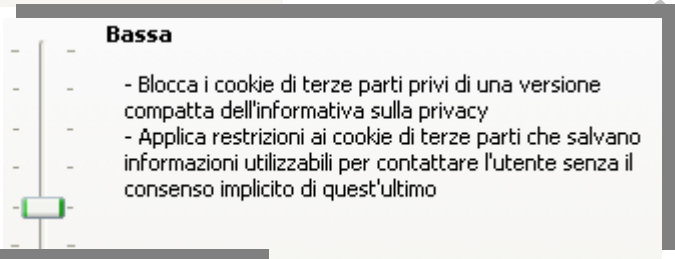 Bassa
- Blocca i cookie di terze parti privi di una versione
compatta dell'informativa sulla privacy
- Applica restrizioni ai cookie di terze parti che salvano
informazioni utilizzabili per contattare l'utente senza il
consenso implicito di quest'ultimo